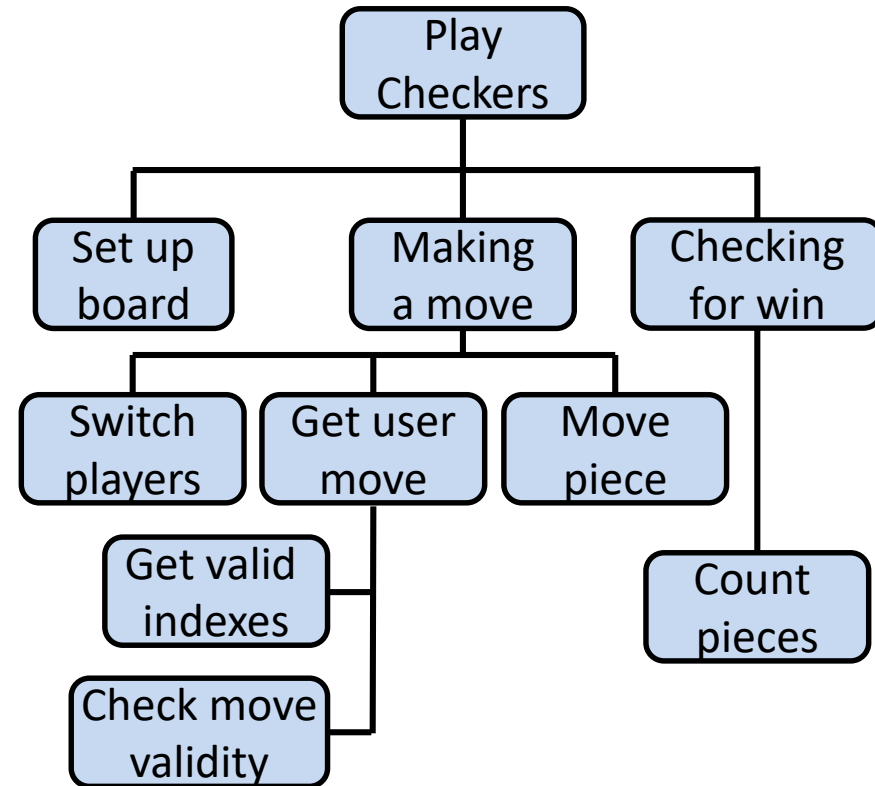 Play
Checkers
Set up
board
Making
a move
Checking
for win
Switch
players
Get user
move
Move
piece
Get valid
indexes
Count
pieces
Check move
validity